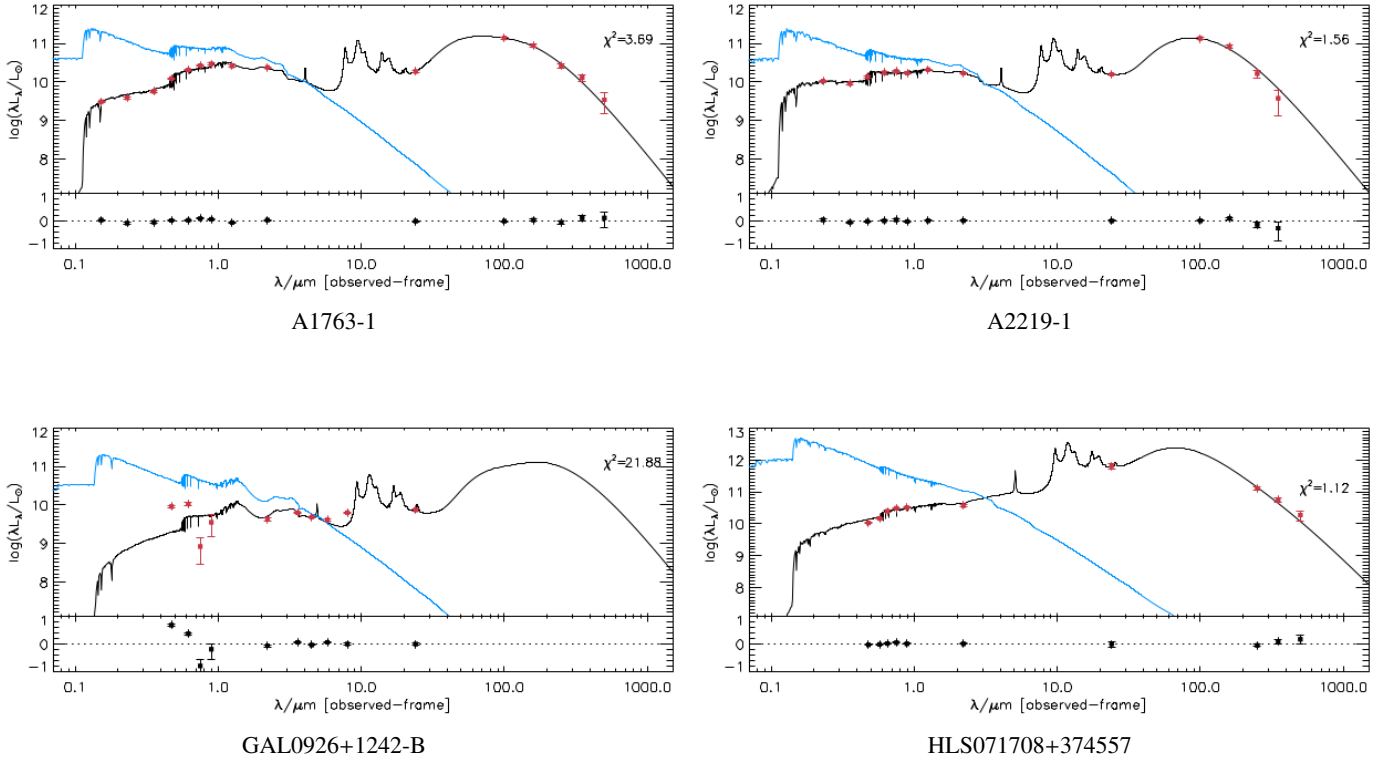 12
11
10
9
8
log(λL_λ/L_⊙)
χ²=3.69
1
0
−1
0.1 1.0 10.0 100.0 1000.0
λ/μm [observed−frame]
A1763-1
12
11
10
9
8
log(λL_λ/L_⊙)
χ²=1.56
1
0
−1
0.1 1.0 10.0 100.0 1000.0
λ/μm [observed−frame]
A2219-1
12
11
10
9
8
log(λL_λ/L_⊙)
χ²=21.88
1
0
−1
0.1 1.0 10.0 100.0 1000.0
λ/μm [observed−frame]
GAL0926+1242-B
13
12
11
10
9
8
log(λL_λ/L_⊙)
χ²=1.12
1
0
−1
0.1 1.0 10.0 100.0 1000.0
λ/μm [observed−frame]
HLS071708+374557